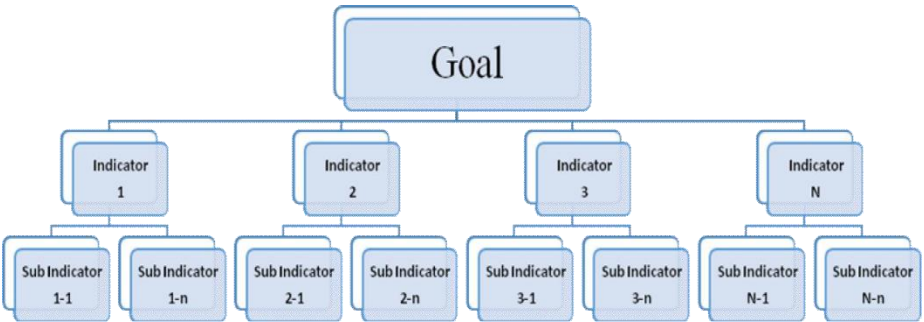 Goal
Indicator
1
Indicator
2
Indicator
3
Indicator
N
Sub Indicator
1-1
Sub Indicator
1-n
Sub Indicator
2-1
Sub Indicator
2-n
Sub Indicator
3-1
Sub Indicator
3-n
Sub Indicator
N-1
Sub Indicator
N-n